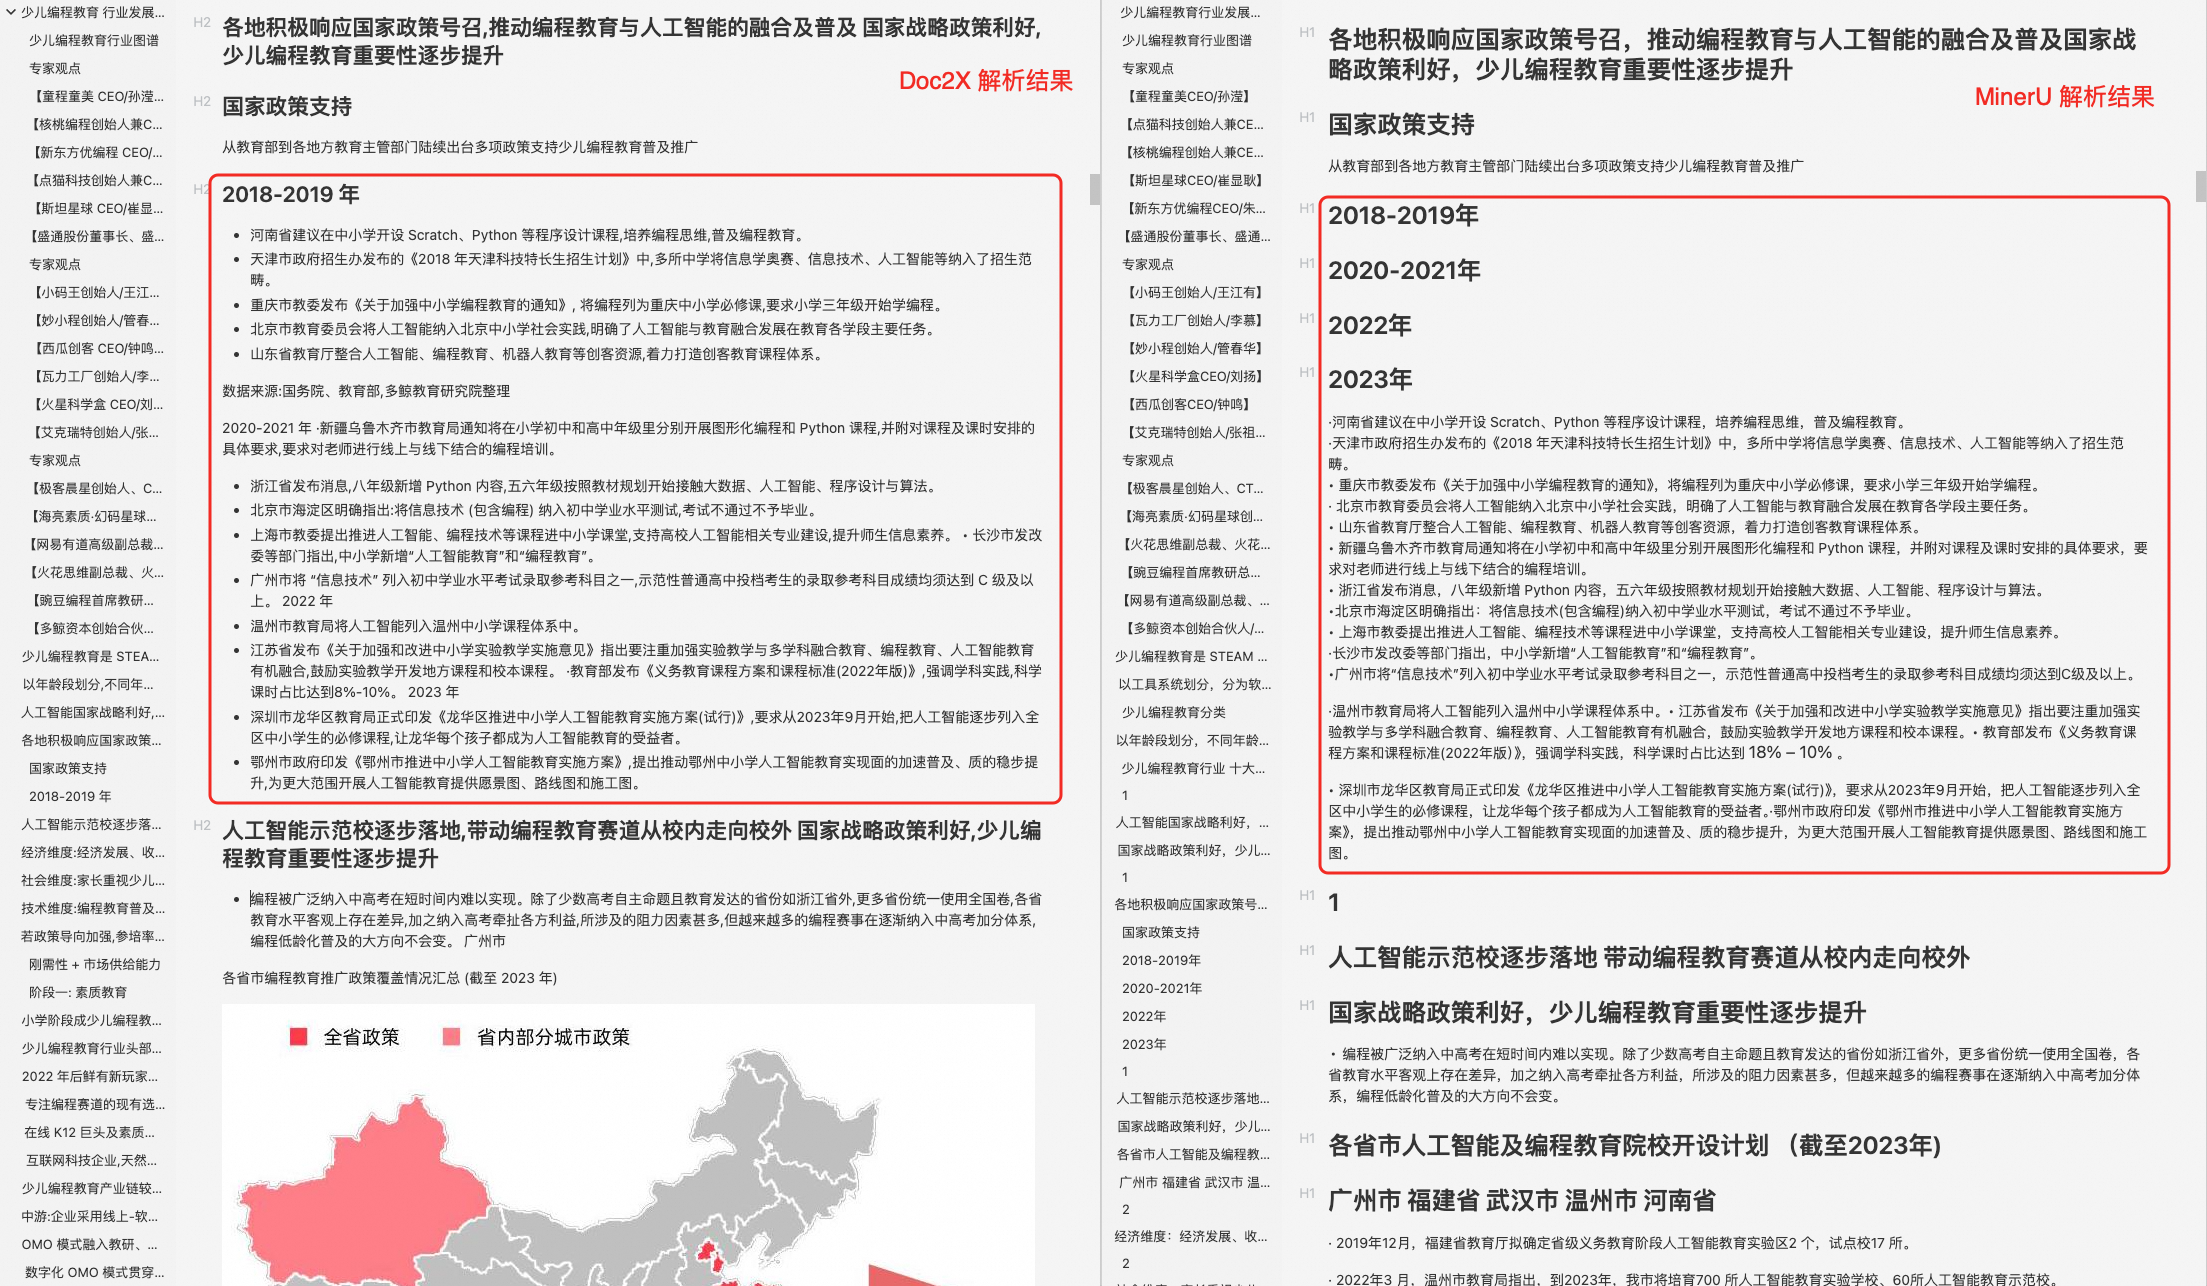 少儿编程教育 行业发展...
少儿编程教育行业图谱
专家观点
【童程童美 CEO/孙滢...
【核桃编程创始人兼C...
【新东方优编程 CEO/...
【点猫科技创始人兼C...
【斯坦星球 CEO/崔显...
【盛通股份董事长、盛...
专家观点
【小码王创始人/王江...
【妙小程创始人/管春...
【西瓜创客 CEO/钟鸣...
【瓦力工厂创始人/李...
【火星科学盒 CEO/刘...
【艾克瑞特创始人/张...
专家观点
【极客晨星创始人、C...
【海亮素质·幻码星球...
【网易有道高级副总裁...
【火花思维副总裁、火...
【豌豆编程首席教研...
【多鲸资本创始合伙...
少儿编程教育是 STEA...
以年龄段划分,不同年...
人工智能国家战略利好,...
各地积极响应国家政策...
国家政策支持
2018-2019 年
人工智能示范校逐步落...
经济维度:经济发展、收...
社会维度:家长重视少儿...
技术维度:编程教育普及...
若政策导向加强,参培率...
刚需性 + 市场供给能力
阶段一: 素质教育
小学阶段成少儿编程教...
少儿编程教育行业头部...
2022 年后鲜有新玩家...
专注编程赛道的现有选...
在线 K12 巨头及素质...
互联网科技企业,天然...
少儿编程教育产业链较...
中游:企业采用线上-软...
OMO 模式融入教研、...
数字化 OMO 模式贯穿...
H2
各地积极响应国家政策号召,推动编程教育与人工智能的融合及普及 国家战略政策利好,
少儿编程教育重要性逐步提升
Doc2X 解析结果
H2
国家政策支持
从教育部到各地方教育主管部门陆续出台多项政策支持少儿编程教育普及推广
H2
2018-2019 年
• 河南省建议在中小学开设 Scratch、Python 等程序设计课程,培养编程思维,普及编程教育。
• 天津市政府招生办发布的《2018 年天津科技特长生招生计划》中,多所中学将信息学奥赛、信息技术、人工智能等纳入了招生范
畴。
• 重庆市教委发布《关于加强中小学编程教育的通知》, 将编程列为重庆中小学必修课,要求小学三年级开始学编程。
• 北京市教育委员会将人工智能纳入北京中小学社会实践,明确了人工智能与教育融合发展在教育各学段主要任务。
• 山东省教育厅整合人工智能、编程教育、机器人教育等创客资源,着力打造创客教育课程体系。
数据来源:国务院、教育部,多鲸教育研究院整理
2020-2021 年 ·新疆乌鲁木齐市教育局通知将在小学初中和高中年级里分别开展图形化编程和 Python 课程,并附对课程及课时安排的
具体要求,要求对老师进行线上与线下结合的编程培训。
• 浙江省发布消息,八年级新增 Python 内容,五六年级按照教材规划开始接触大数据、人工智能、程序设计与算法。
• 北京市海淀区明确指出:将信息技术 (包含编程) 纳入初中学业水平测试,考试不通过不予毕业。
• 上海市教委提出推进人工智能、编程技术等课程进中小学课堂,支持高校人工智能相关专业建设,提升师生信息素养。 • 长沙市发改
委等部门指出,中小学新增“人工智能教育”和“编程教育”。
• 广州市将 “信息技术” 列入初中学业水平考试录取参考科目之一,示范性普通高中投档考生的录取参考科目成绩均须达到 C 级及以
上。 2022 年
• 温州市教育局将人工智能列入温州中小学课程体系中。
• 江苏省发布《关于加强和改进中小学实验教学实施意见》指出要注重加强实验教学与多学科融合教育、编程教育、人工智能教育
有机融合,鼓励实验教学开发地方课程和校本课程。 ·教育部发布《义务教育课程方案和课程标准(2022年版)》,强调学科实践,科学
课时占比达到8%-10%。 2023 年
• 深圳市龙华区教育局正式印发《龙华区推进中小学人工智能教育实施方案(试行)》,要求从2023年9月开始,把人工智能逐步列入全
区中小学生的必修课程,让龙华每个孩子都成为人工智能教育的受益者。
• 鄂州市政府印发《鄂州市推进中小学人工智能教育实施方案》,提出推动鄂州中小学人工智能教育实现面的加速普及、质的稳步提
升,为更大范围开展人工智能教育提供愿景图、路线图和施工图。
H2
人工智能示范校逐步落地,带动编程教育赛道从校内走向校外 国家战略政策利好,少儿编
程教育重要性逐步提升
• 编程被广泛纳入中高考在短时间内难以实现。除了少数高考自主命题且教育发达的省份如浙江省外,更多省份统一使用全国卷,各省
教育水平客观上存在差异,加之纳入高考牵扯各方利益,所涉及的阻力因素甚多,但越来越多的编程赛事在逐渐纳入中高考加分体系,
编程低龄化普及的大方向不会变。 广州市
各省市编程教育推广政策覆盖情况汇总 (截至 2023 年)
全省政策
省内部分城市政策
少儿编程教育行业发展...
少儿编程教育行业图谱
专家观点
【童程童美CEO/孙滢】
【点猫科技创始人兼CE...
【核桃编程创始人兼CE...
【斯坦星球CEO/崔显耿】
【新东方优编程CEO/朱...
【盛通股份董事长、盛通...
专家观点
【小码王创始人/王江有】
【瓦力工厂创始人/李慕】
【妙小程创始人/管春华】
【火星科学盒CEO/刘扬】
【西瓜创客CEO/钟鸣】
【艾克瑞特创始人/张祖...
专家观点
【极客晨星创始人、CT...
【海亮素质·幻码星球创...
【火花思维副总裁、火花...
【豌豆编程首席教研总...
【网易有道高级副总裁、...
【多鲸资本创始合伙人/...
少儿编程教育是 STEAM ...
以工具系统划分，分为软...
少儿编程教育分类
以年龄段划分，不同年龄...
少儿编程教育行业 十大...
1
人工智能国家战略利好，...
国家战略政策利好，少儿...
1
各地积极响应国家政策号...
国家政策支持
2018-2019年
2020-2021年
2022年
2023年
1
人工智能示范校逐步落地...
国家战略政策利好，少儿...
各省市人工智能及编程教...
广州市 福建省 武汉市 温...
2
经济维度：经济发展、收...
2
H1
各地积极响应国家政策号召，推动编程教育与人工智能的融合及普及国家战
略政策利好，少儿编程教育重要性逐步提升
MinerU 解析结果
H1
国家政策支持
从教育部到各地方教育主管部门陆续出台多项政策支持少儿编程教育普及推广
H1
2018-2019年
H1
2020-2021年
H1
2022年
H1
2023年
·河南省建议在中小学开设 Scratch、Python 等程序设计课程，培养编程思维，普及编程教育。
·天津市政府招生办发布的《2018 年天津科技特长生招生计划》中，多所中学将信息学奥赛、信息技术、人工智能等纳入了招生范
畴。
• 重庆市教委发布《关于加强中小学编程教育的通知》，将编程列为重庆中小学必修课，要求小学三年级开始学编程。
· 北京市教育委员会将人工智能纳入北京中小学社会实践，明确了人工智能与教育融合发展在教育各学段主要任务。
• 山东省教育厅整合人工智能、编程教育、机器人教育等创客资源，着力打造创客教育课程体系。
• 新疆乌鲁木齐市教育局通知将在小学初中和高中年级里分别开展图形化编程和 Python 课程，并附对课程及课时安排的具体要求，要
求对老师进行线上与线下结合的编程培训。
• 浙江省发布消息，八年级新增 Python 内容，五六年级按照教材规划开始接触大数据、人工智能、程序设计与算法。
•北京市海淀区明确指出：将信息技术(包含编程)纳入初中学业水平测试，考试不通过不予毕业。
• 上海市教委提出推进人工智能、编程技术等课程进中小学课堂，支持高校人工智能相关专业建设，提升师生信息素养。
·长沙市发改委等部门指出，中小学新增“人工智能教育”和“编程教育”。
•广州市将“信息技术”列入初中学业水平考试录取参考科目之一，示范性普通高中投档考生的录取参考科目成绩均须达到C级及以上。
·温州市教育局将人工智能列入温州中小学课程体系中。• 江苏省发布《关于加强和改进中小学实验教学实施意见》指出要注重加强实
验教学与多学科融合教育、编程教育、人工智能教育有机融合，鼓励实验教学开发地方课程和校本课程。• 教育部发布《义务教育课
程方案和课程标准(2022年版)》，强调学科实践，科学课时占比达到 18% – 10% 。
• 深圳市龙华区教育局正式印发《龙华区推进中小学人工智能教育实施方案(试行)》，要求从2023年9月开始，把人工智能逐步列入全
区中小学生的必修课程，让龙华每个孩子都成为人工智能教育的受益者。·鄂州市政府印发《鄂州市推进中小学人工智能教育实施方
案》，提出推动鄂州中小学人工智能教育实现面的加速普及、质的稳步提升，为更大范围开展人工智能教育提供愿景图、路线图和施工
图。
H1
1
H1
人工智能示范校逐步落地 带动编程教育赛道从校内走向校外
H1
国家战略政策利好，少儿编程教育重要性逐步提升
• 编程被广泛纳入中高考在短时间内难以实现。除了少数高考自主命题且教育发达的省份如浙江省外，更多省份统一使用全国卷，各
省教育水平客观上存在差异，加之纳入高考牵扯各方利益，所涉及的阻力因素甚多，但越来越多的编程赛事在逐渐纳入中高考加分体
系，编程低龄化普及的大方向不会变。
H1
各省市人工智能及编程教育院校开设计划 （截至2023年)
H1
广州市 福建省 武汉市 温州市 河南省
· 2019年12月，福建省教育厅拟确定省级义务教育阶段人工智能教育实验区2 个，试点校17 所。
· 2022年3 月，温州市教育局指出，到2023年，我市将培育700 所人工智能教育实验学校、60所人工智能教育示范校。